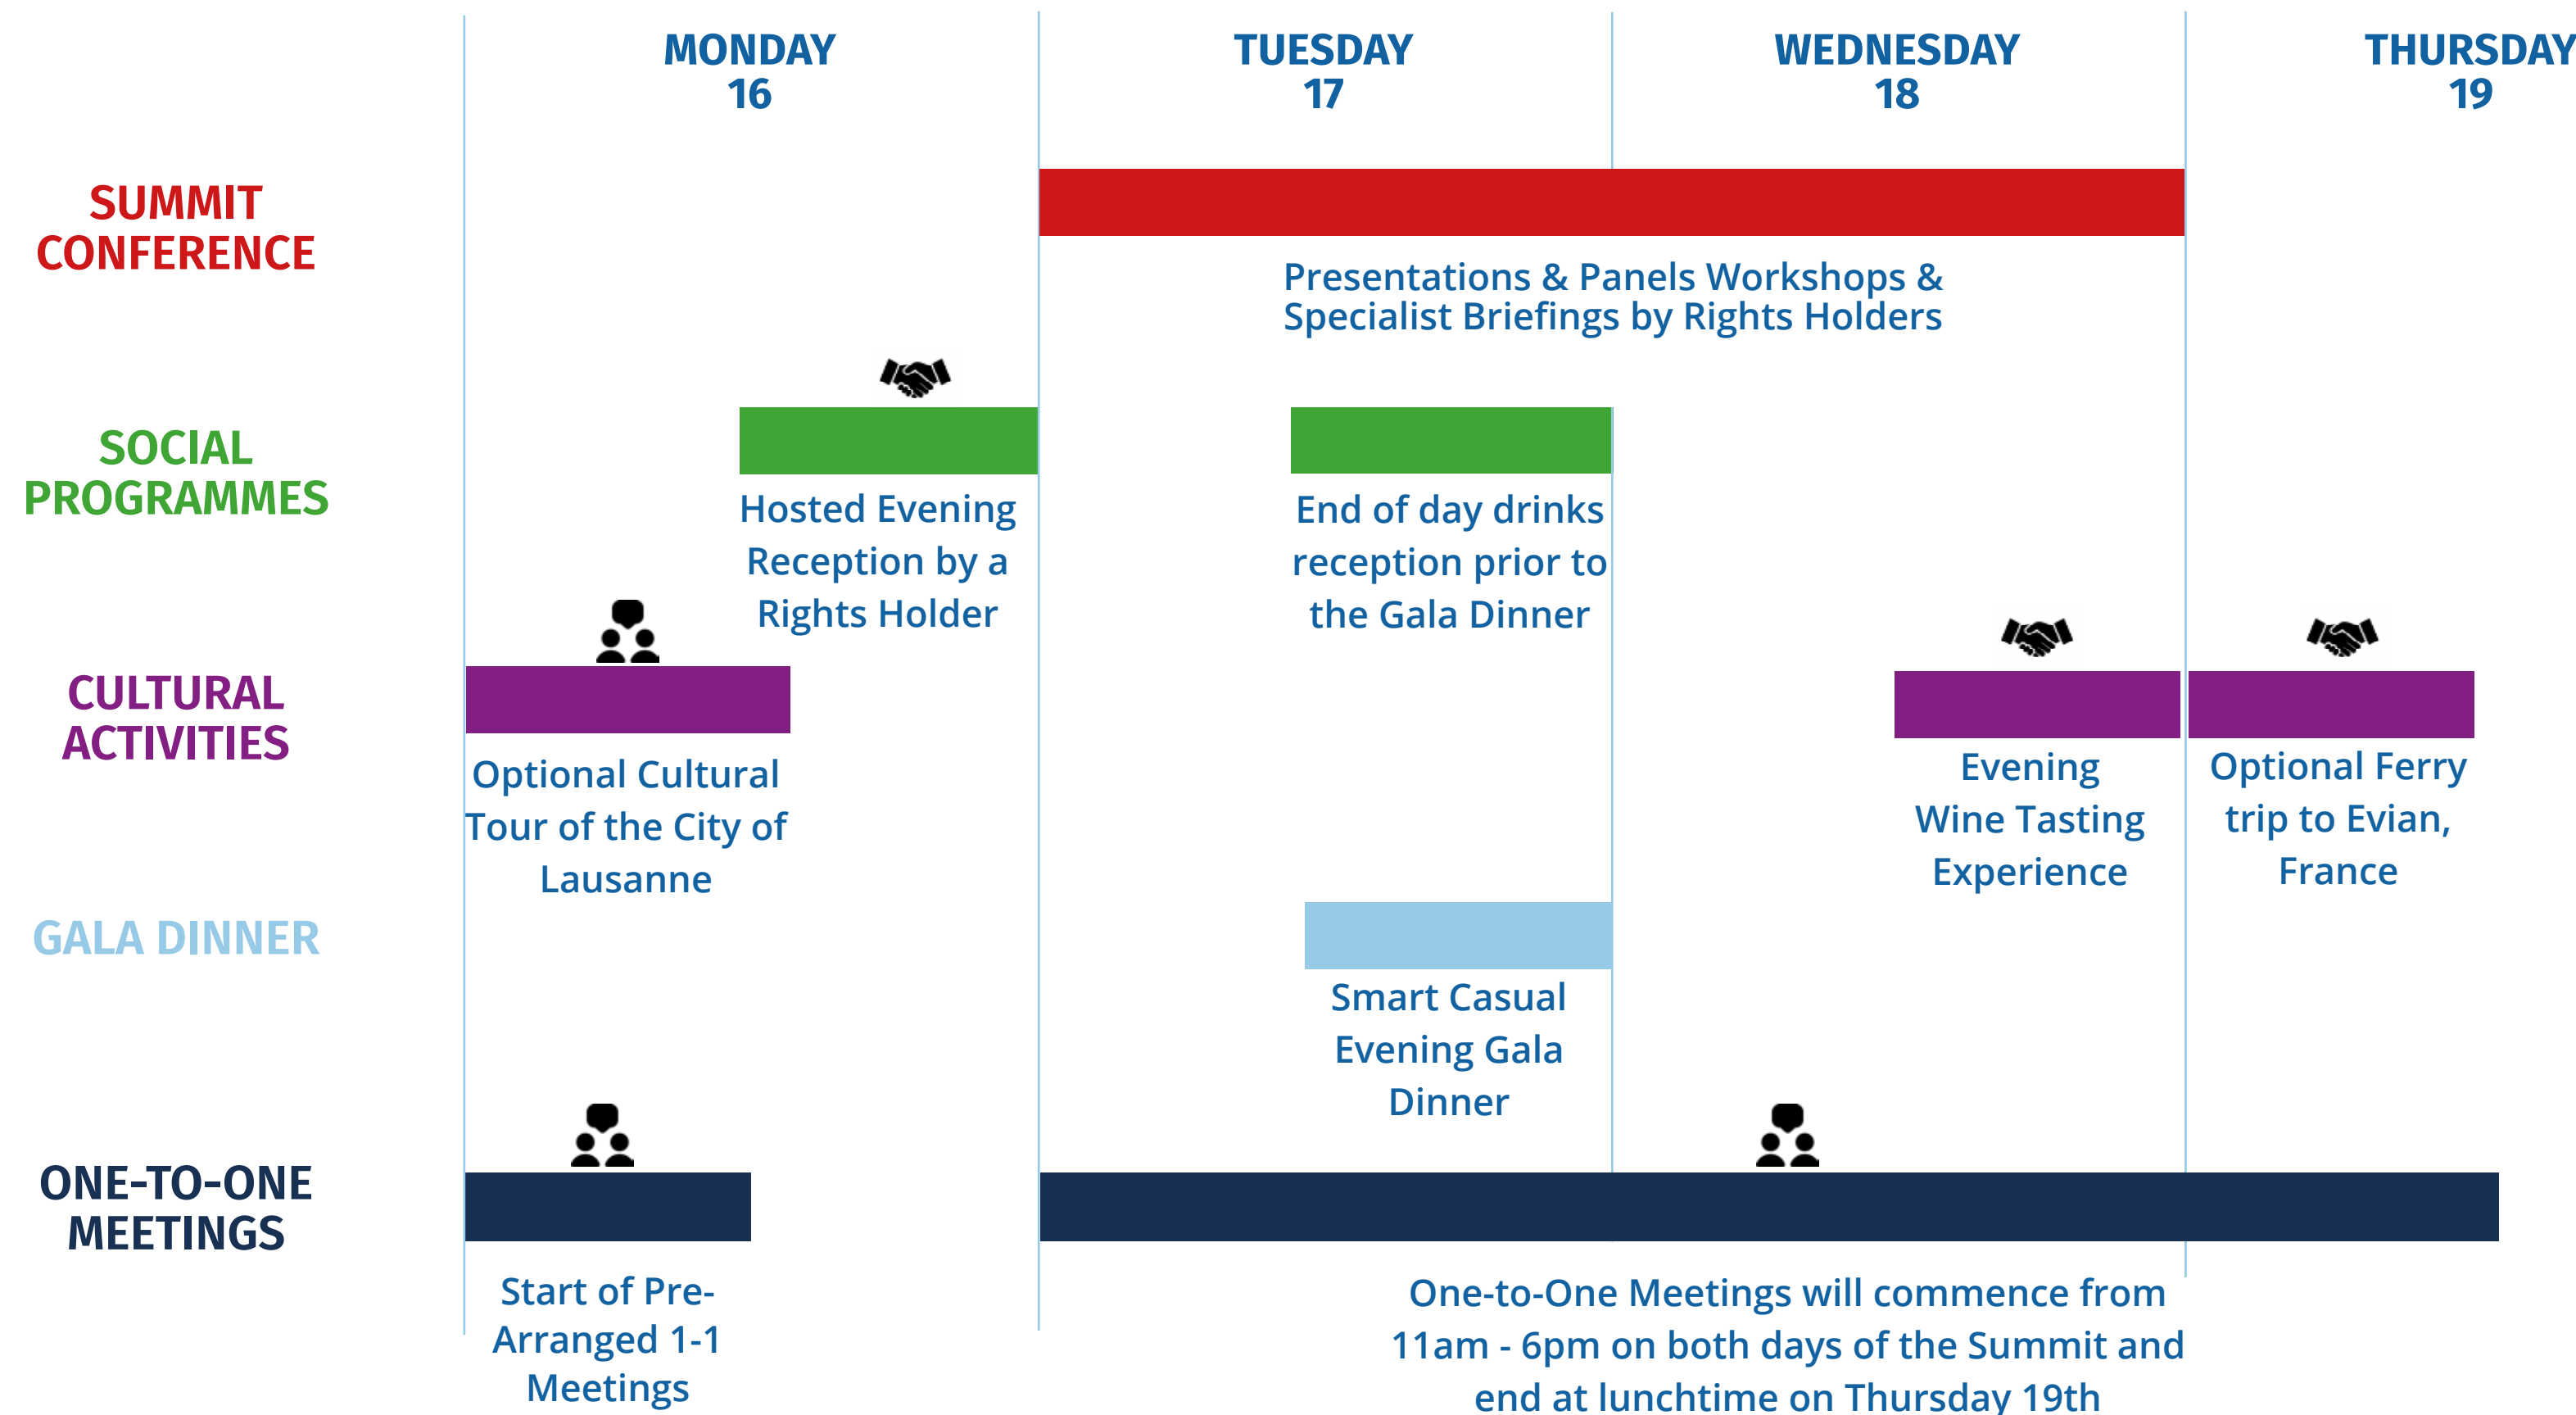 MONDAY
16
TUESDAY
17
WEDNESDAY
18
THURSDAY
19
SUMMIT
CONFERENCE
Presentations & Panels Workshops &
Specialist Briefings by Rights Holders
SOCIAL
PROGRAMMES
Hosted Evening
Reception by a
Rights Holder
End of day drinks
reception prior to
the Gala Dinner
CULTURAL
ACTIVITIES
Optional Cultural
Tour of the City of
Lausanne
Evening
Wine Tasting
Experience
Optional Ferry
trip to Evian,
France
GALA DINNER
Smart Casual
Evening Gala
Dinner
ONE-TO-ONE
MEETINGS
Start of Pre-
Arranged 1-1
Meetings
One-to-One Meetings will commence from
11am - 6pm on both days of the Summit and
end at lunchtime on Thursday 19th